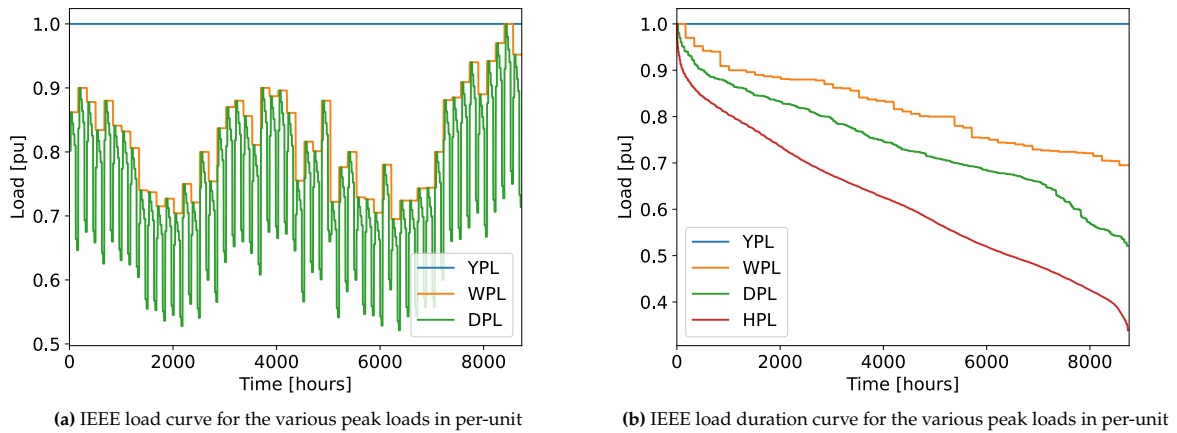 1.0
0.9
0.8
0.7
0.6
0.5
Load [pu]
0
2000
4000
6000
8000
Time [hours]
YPL
WPL
DPL
(a) IEEE load curve for the various peak loads in per-unit
1.0
0.9
0.8
0.7
0.6
0.5
0.4
Load [pu]
0
2000
4000
6000
8000
Time [hours]
YPL
WPL
DPL
HPL
(b) IEEE load duration curve for the various peak loads in per-unit